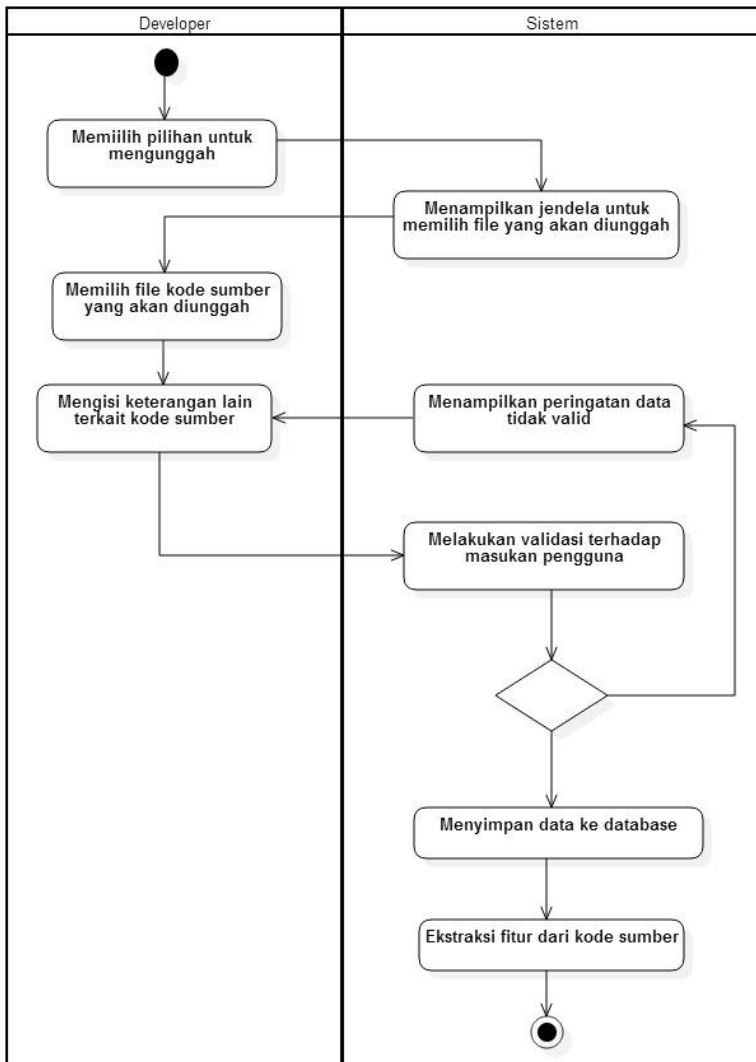 Developer
Sistem
Memiilih pilihan untuk
mengunggah
Menampilkan jendela untuk
memilih file yang akan diunggah
Memilih file kode sumber
yang akan diunggah
Mengisi keterangan lain
terkait kode sumber
Menampilkan peringatan data
tidak valid
Melakukan validasi terhadap
masukan pengguna
Menyimpan data ke database
Ekstraksi fitur dari kode sumber